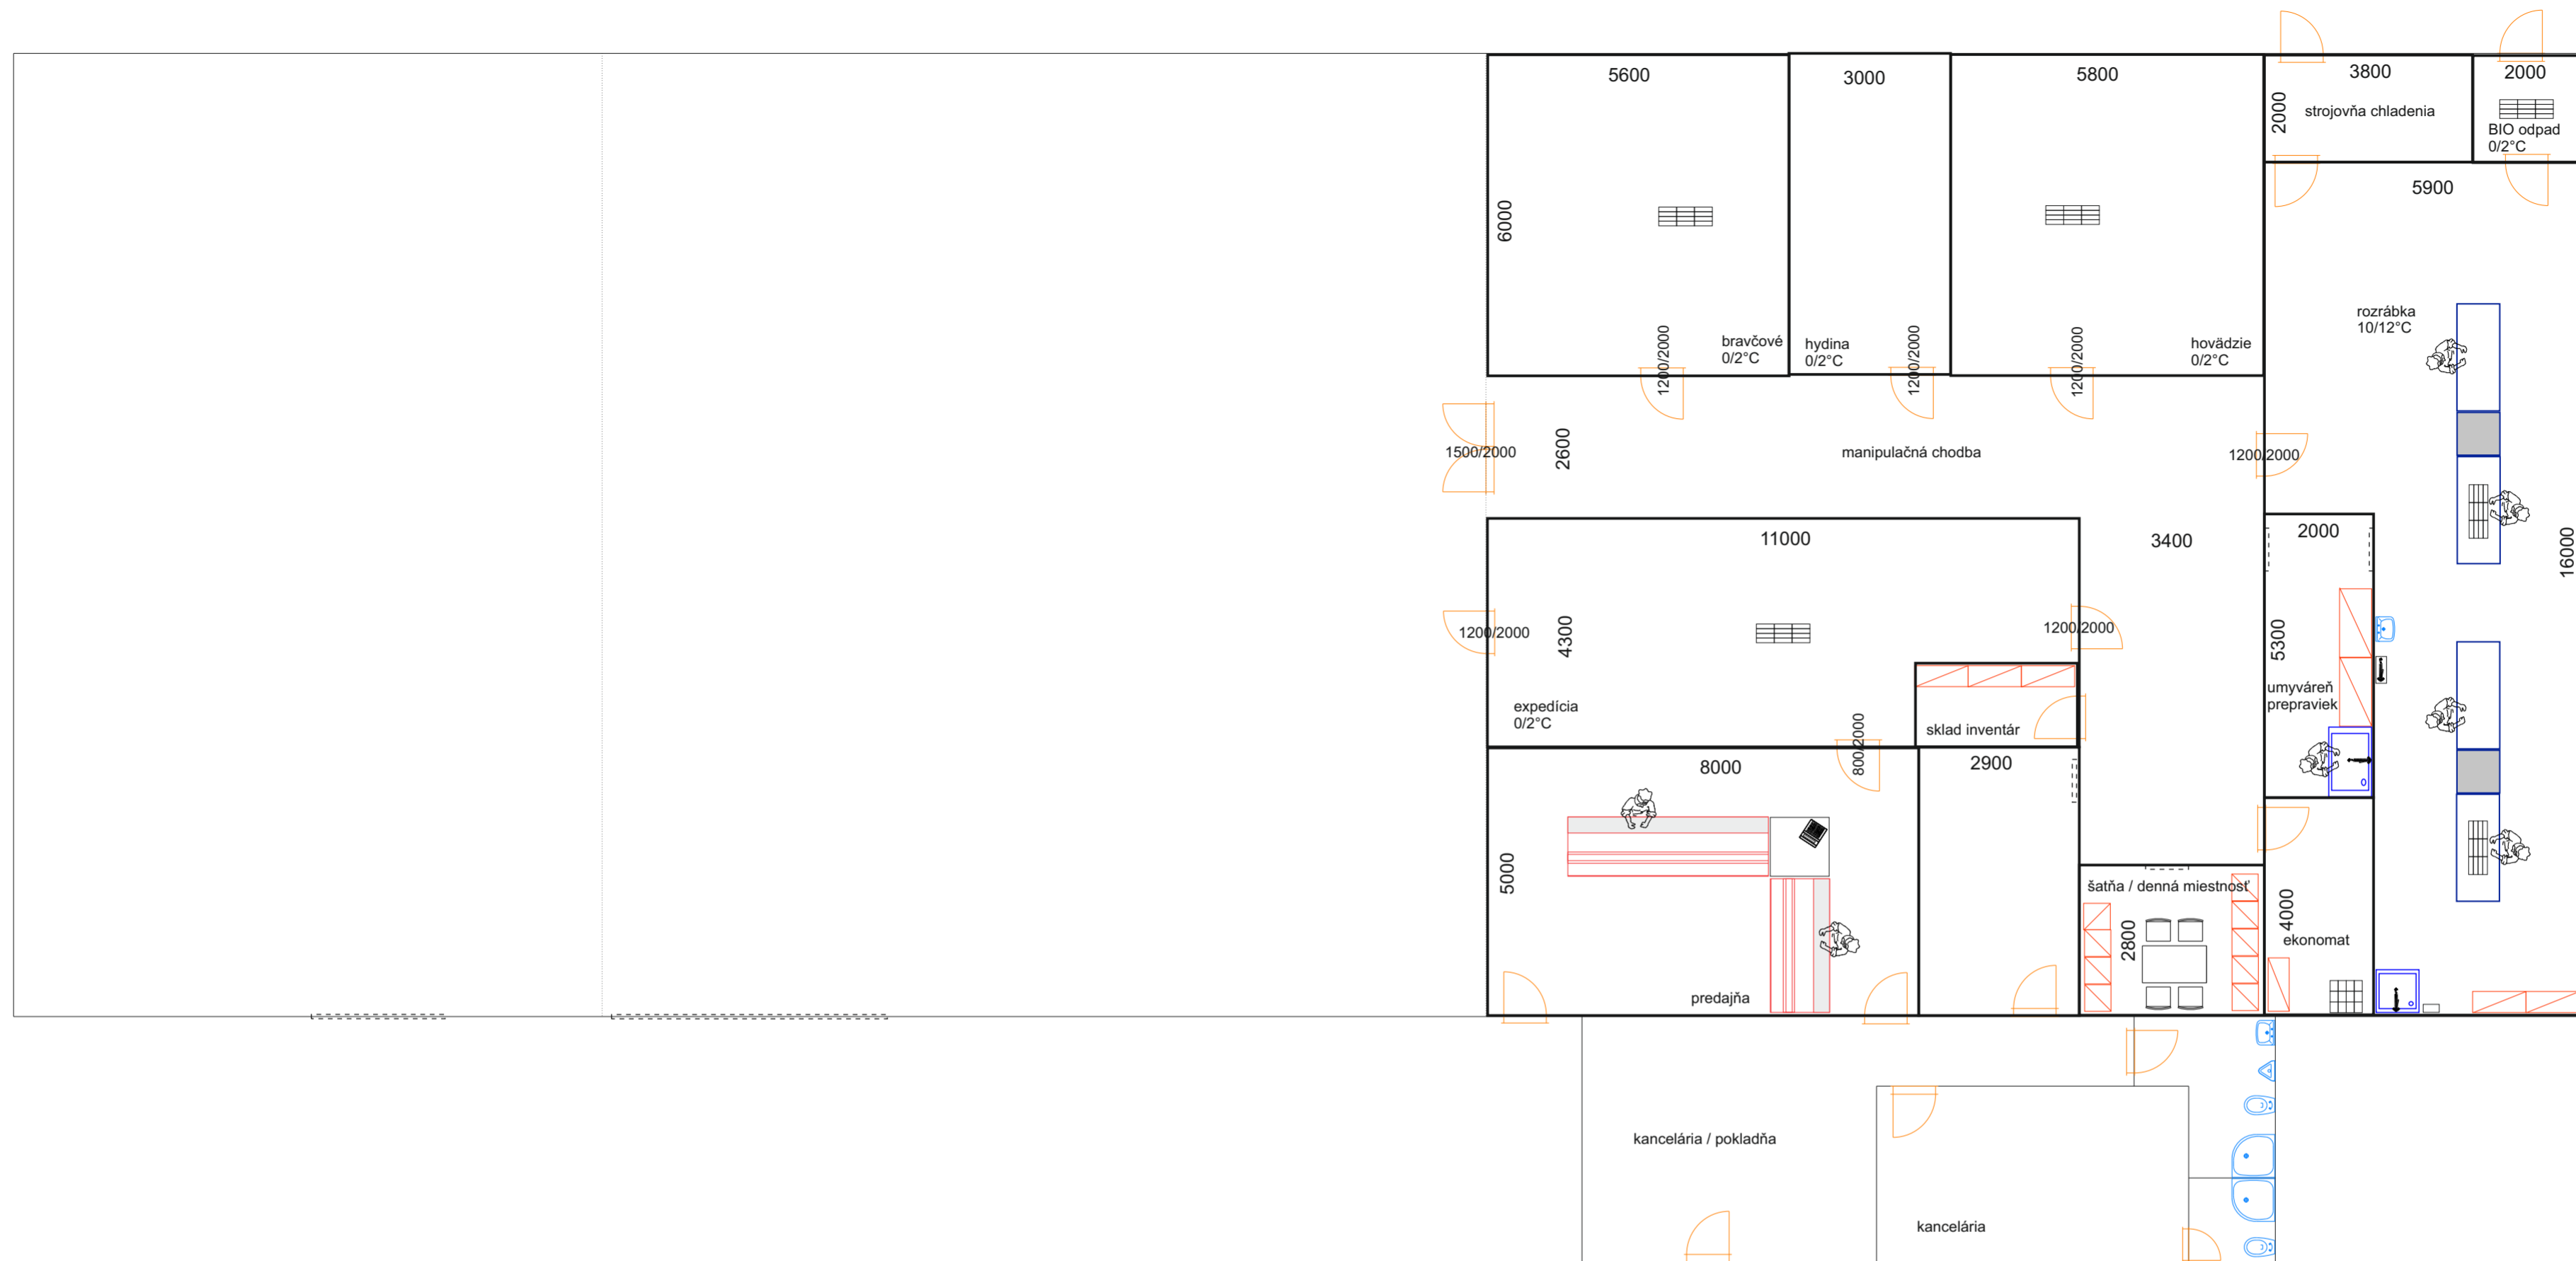 5600
3000
5800
3800
2000
2000
strojovňa chladenia
BIO odpad
0/2°C
5900
6000
rozrábka
10/12°C
bravčové
0/2°C
hydina
0/2°C
hovädzie
0/2°C
1200/2000
1200/2000
1200/2000
1500/2000
2600
manipulačná chodba
1200/2000
11000
3400
2000
16000
1200/2000
4300
1200/2000
5300
umyváreň
prepraviek
expedícia
0/2°C
sklad inventár
800/2000
8000
2900
5000
šatňa / denná miestnosť
2800
4000
ekonomat
predajňa
kancelária / pokladňa
kancelária